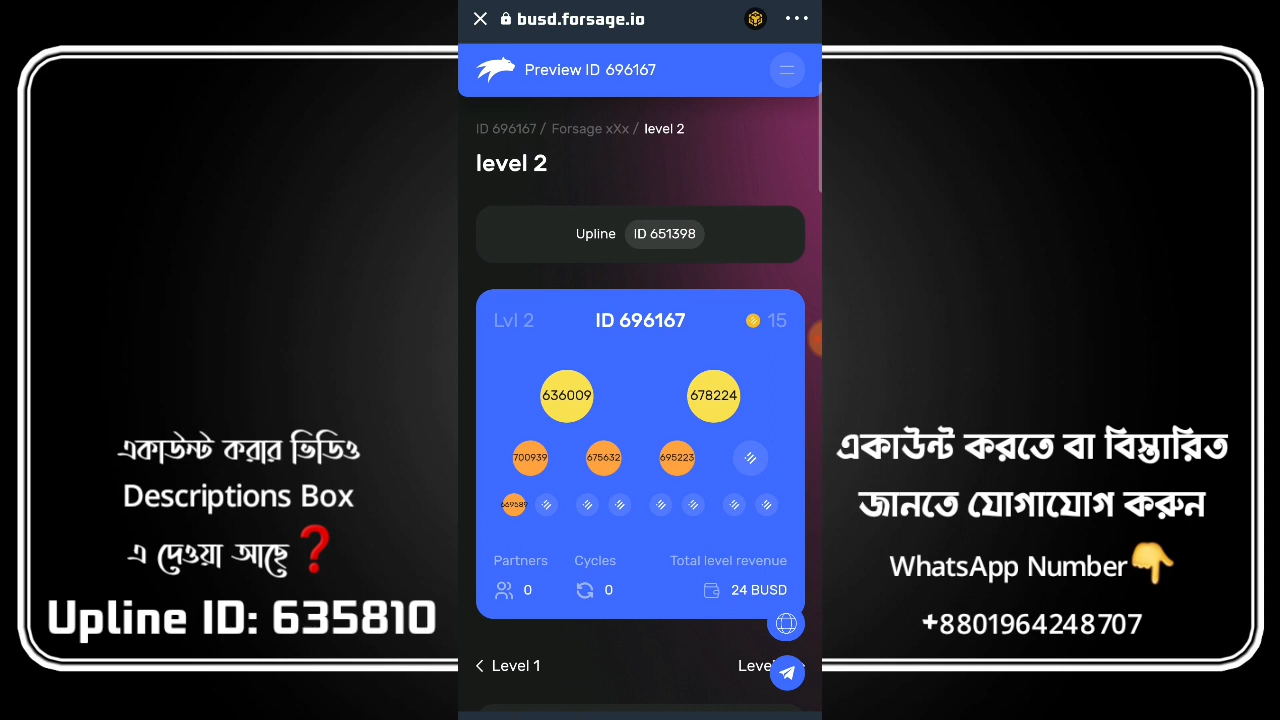 busd.forsage.io
Preview ID 696167
ID 696167 / Forsage xXx / level 2
level 2
Upline ID 651398
Lvl 2 ID 696167 15
636009 678224
700939 675632 695223
669589
Partners Cycles Total level revenue
0 0 24 BUSD
Level 1 Level
একাউন্ট করার ভিডিও
Descriptions Box
এ দেওয়া আছে❓
Upline ID: 635810
একাউন্ট করতে বা বিস্তারিত
জানতে যোগাযোগ করুন
WhatsApp Number👇
+8801964248707